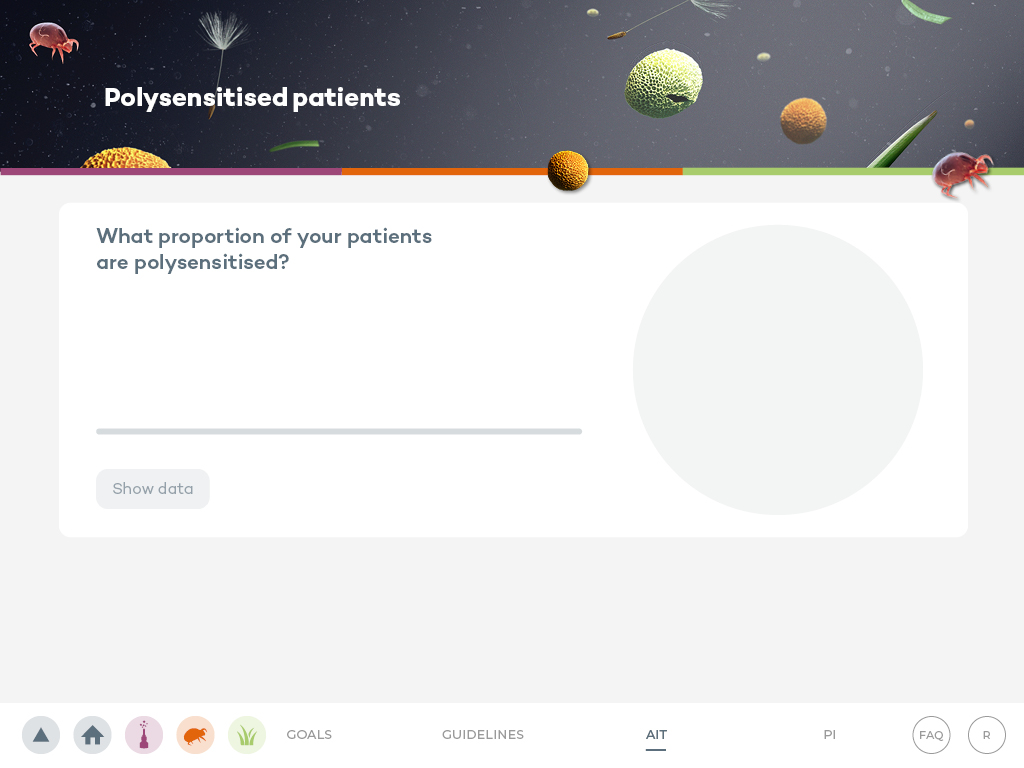 Polysensitised patients
What proportion of your patients
are polysensitised?
Show data
GOALS
GUIDELINES
AIT
PI
FAQ
R